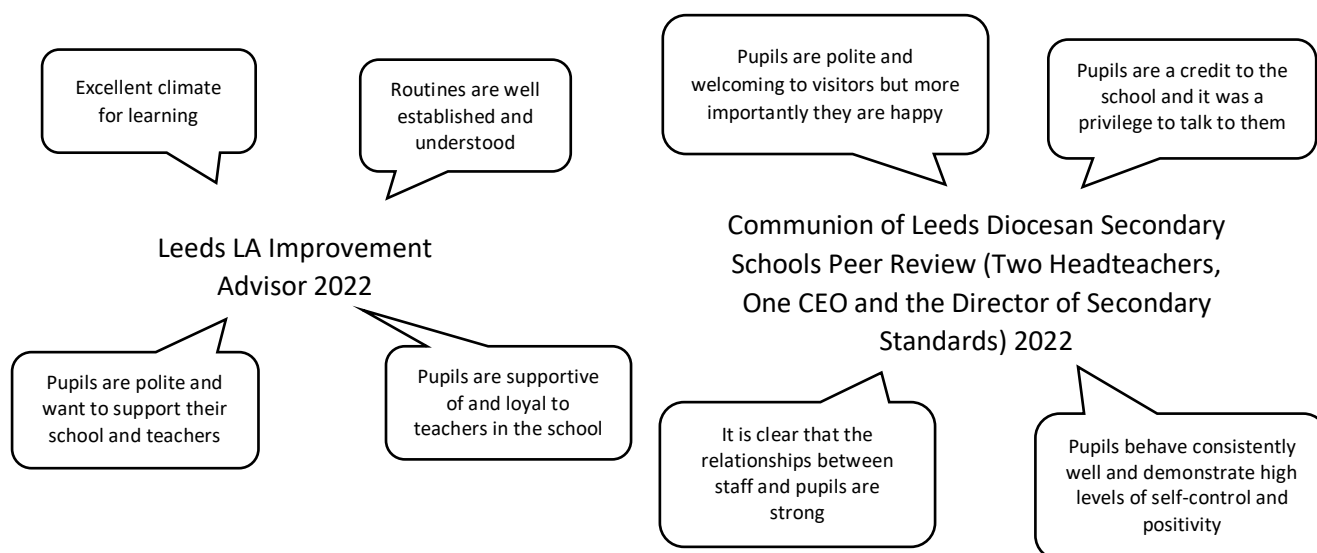 Excellent climate
for learning
Routines are well
established and
understood
Leeds LA Improvement
Advisor 2022
Pupils are polite and
want to support their
school and teachers
Pupils are supportive
of and loyal to
teachers in the school
Pupils are polite and
welcoming to visitors but more
importantly they are happy
Pupils are a credit to the
school and it was a
privilege to talk to them
Communion of Leeds Diocesan Secondary
Schools Peer Review (Two Headteachers,
One CEO and the Director of Secondary
Standards) 2022
It is clear that the
relationships between
staff and pupils are
strong
Pupils behave consistently
well and demonstrate high
levels of self-control and
positivity